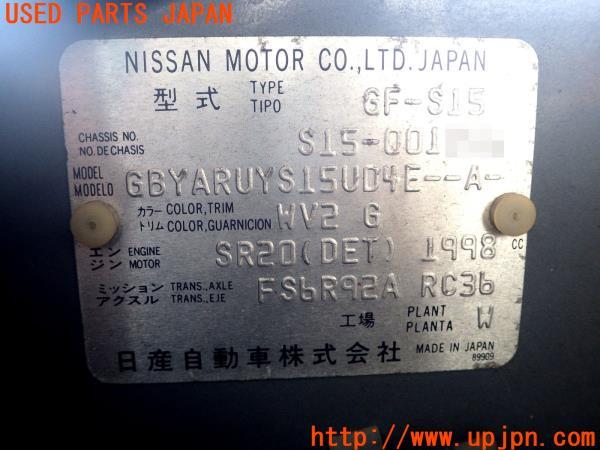 USED PARTS JAPAN
NISSAN MOTOR CO.,LTD.JAPAN
型式 TYPE TIPO GF-S15
CHASSIS NO. NO.DE CHASIS S15-001
MODEL MODELO GBYARUYS15UD4E--A-
カラー COLOR,TRIM トリム COLOR,GUARNICION WV2 G
エンジン ENGINE MOTOR SR20(DET) 1998 CC
ミッション TRANS.,AXLE アクスル TRANS.,EJE FS6R92A RC36
工場 PLANT PLANTA W
日産自動車株式会社 MADE IN JAPAN
89909
http://www.upjpn.com/